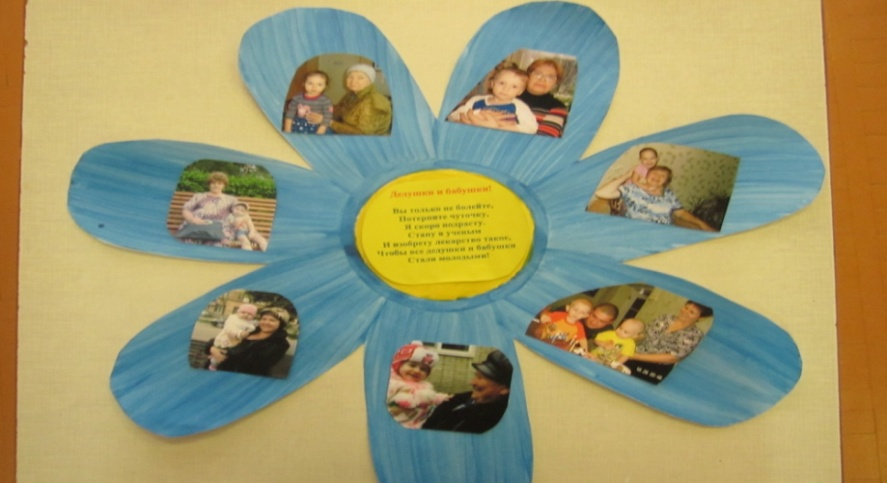 Дедушки и бабушки!
Вы только не болейте,
Потерпите чуточку,
Я скоро подрасту.
Стану я ученым
И изобрету лекарство такое,
Чтобы все дедушки и бабушки
Стали молодыми!